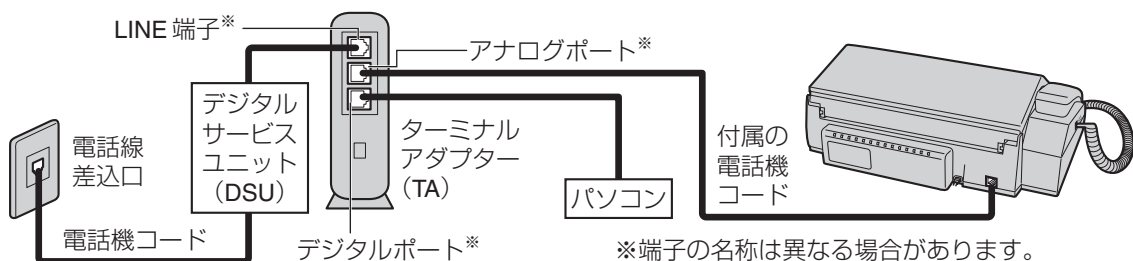 LINE 端子※
アナログポート※
デジタル
サービス
ユニット
（DSU）
電話線
差込口
ターミナル
アダプター
（TA）
付属の
電話機
コード
パソコン
電話機コード
デジタルポート※
※端子の名称は異なる場合があります。